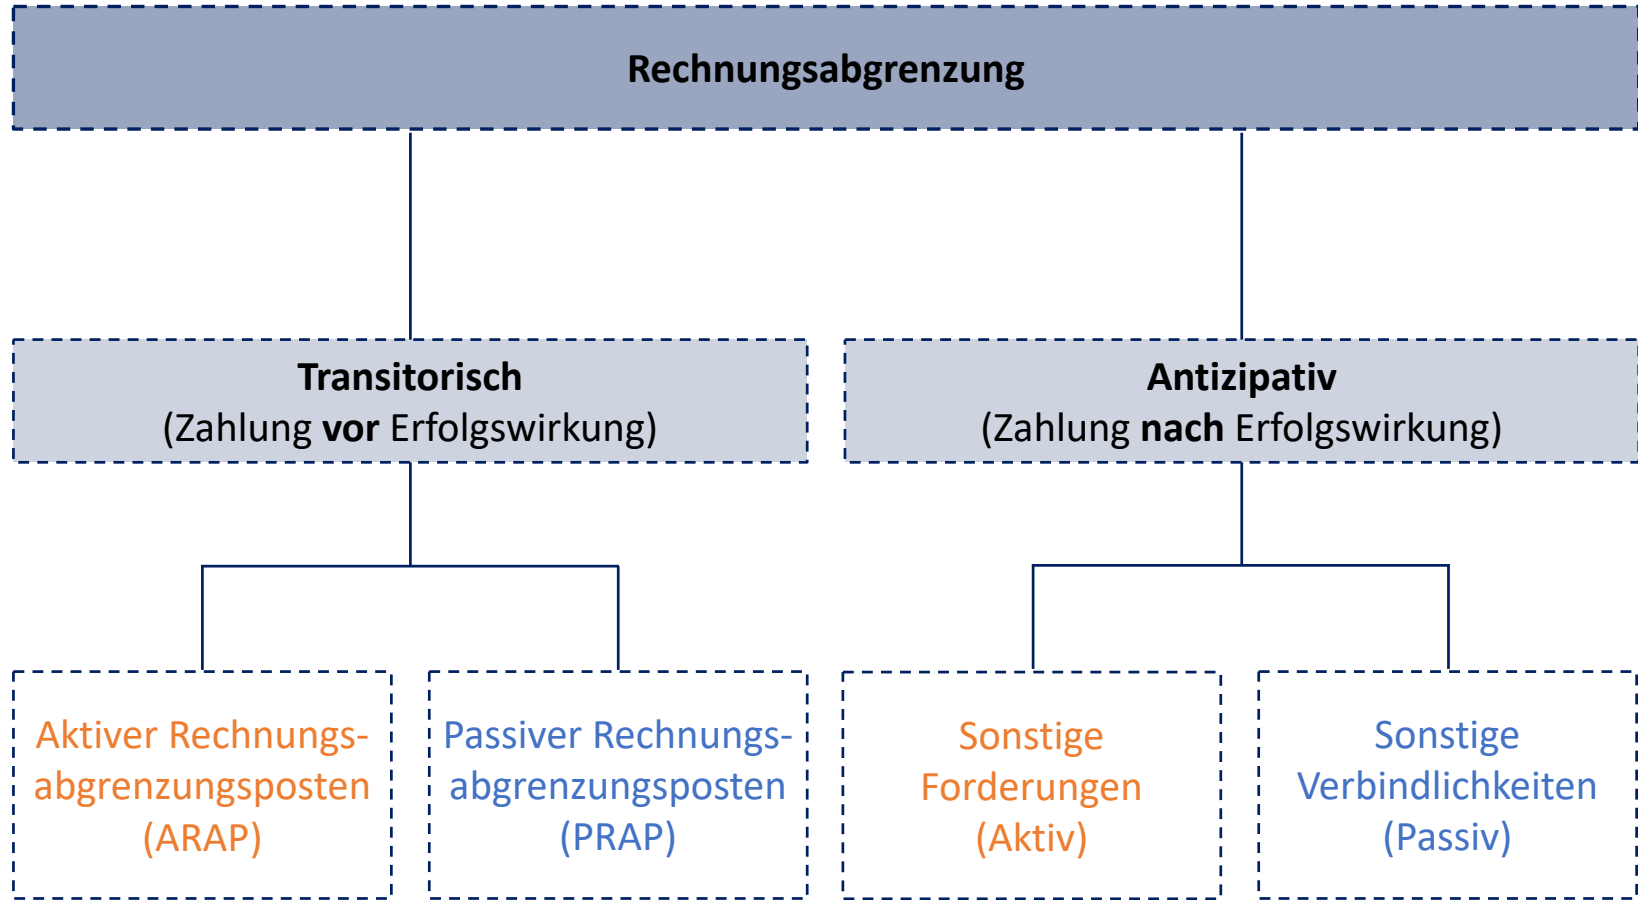 Rechnungsabgrenzung
Transitorisch
(Zahlung vor Erfolgswirkung)
Antizipativ
(Zahlung nach Erfolgswirkung)
Aktiver Rechnungs-
abgrenzungsposten
(ARAP)
Passiver Rechnungs-
abgrenzungsposten
(PRAP)
Sonstige
Forderungen
(Aktiv)
Sonstige
Verbindlichkeiten
(Passiv)